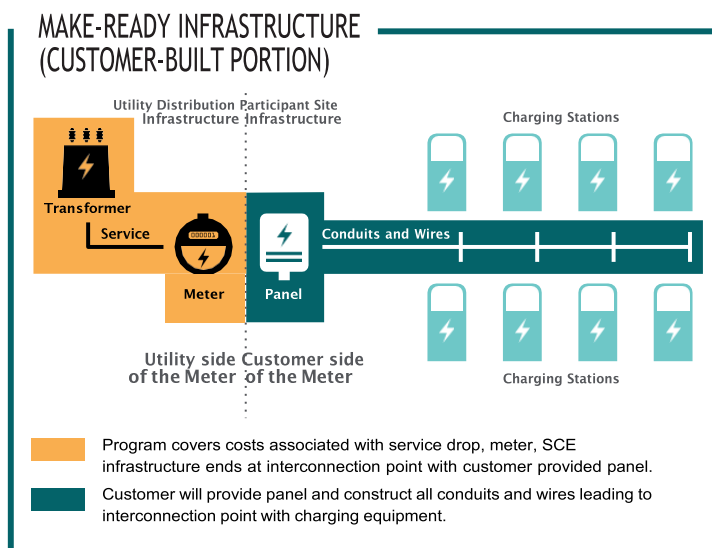 MAKE-READY INFRASTRUCTURE
(CUSTOMER-BUILT PORTION)
Utility Distribution Infrastructure
Participant Site Infrastructure
Charging Stations
Transformer
Service
000001
Conduits and Wires
Meter
Panel
Utility side of the Meter
Customer side of the Meter
Charging Stations
Program covers costs associated with service drop, meter, SCE
infrastructure ends at interconnection point with customer provided panel.
Customer will provide panel and construct all conduits and wires leading to
interconnection point with charging equipment.